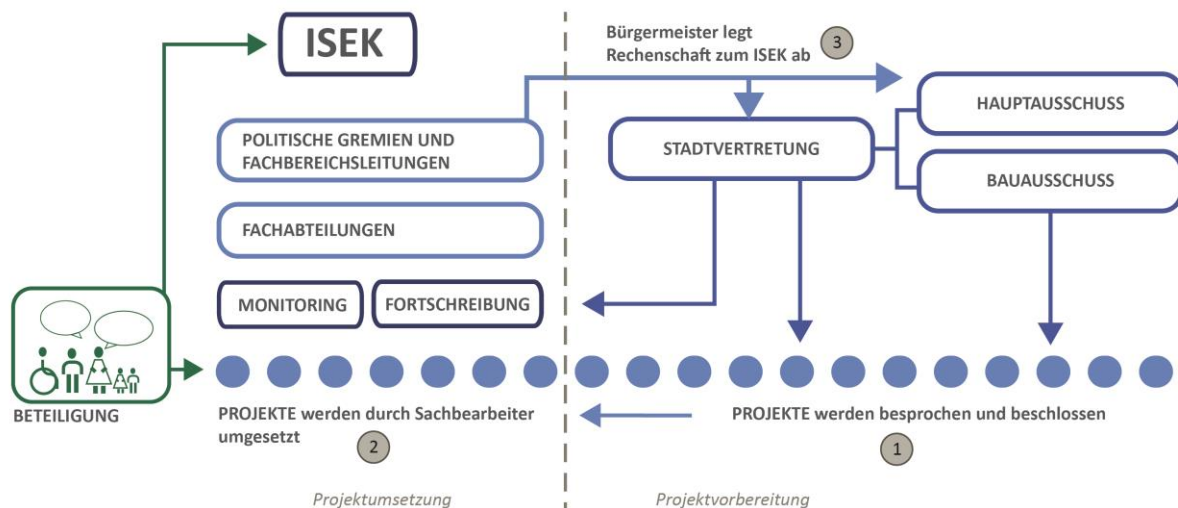 ISEK
Bürgermeister legt
Rechenschaft zum ISEK ab
3
HAUPTAUSSCHUSS
POLITISCHE GREMIEN UND
FACHBEREICHSLEITUNGEN
STADTVERTRETUNG
BAUAUSSCHUSS
FACHABTEILUNGEN
MONITORING
FORTSCHREIBUNG
BETEILIGUNG
PROJEKTE werden durch Sachbearbeiter
umgesetzt
2
PROJEKTE werden besprochen und beschlossen
1
Projektumsetzung
Projektvorbereitung